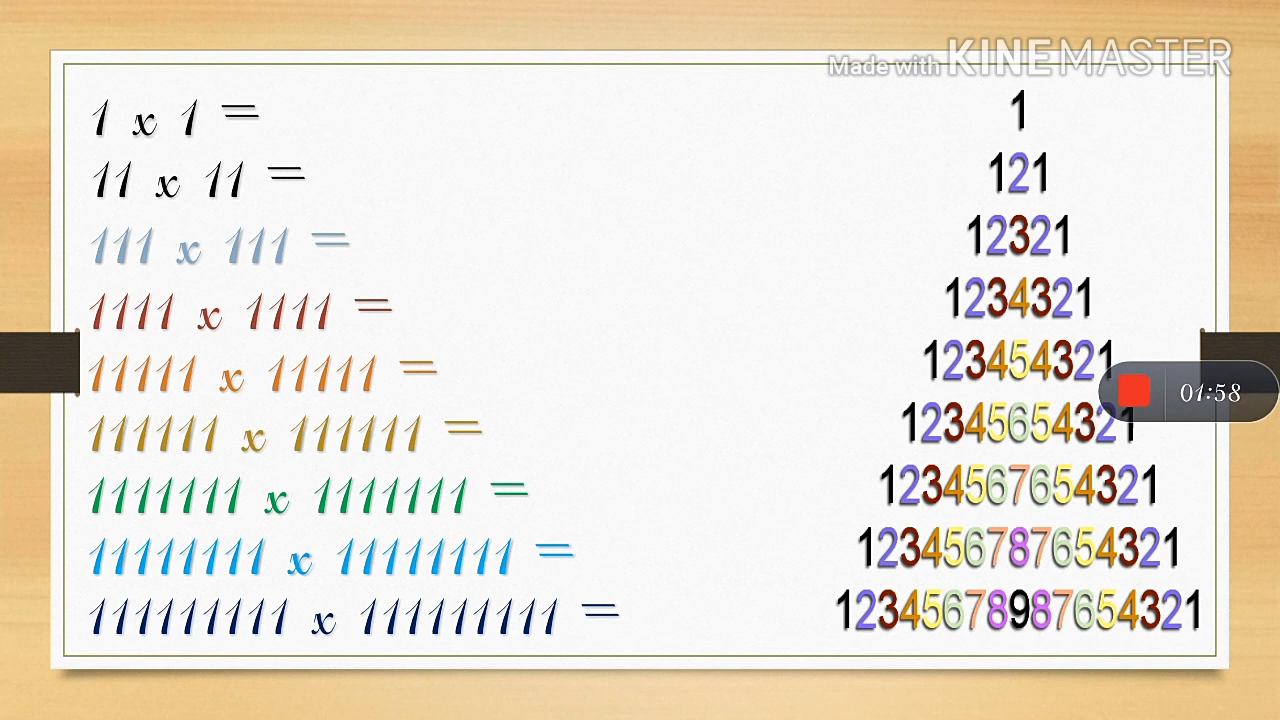 Made with KINEMASTER
1 x 1 = 1
11 x 11 = 121
111 x 111 = 12321
1111 x 1111 = 1234321
11111 x 11111 = 123454321
01:58
111111 x 111111 = 12345654321
1111111 x 1111111 = 1234567654321
11111111 x 11111111 = 123456787654321
111111111 x 111111111 = 12345678987654321